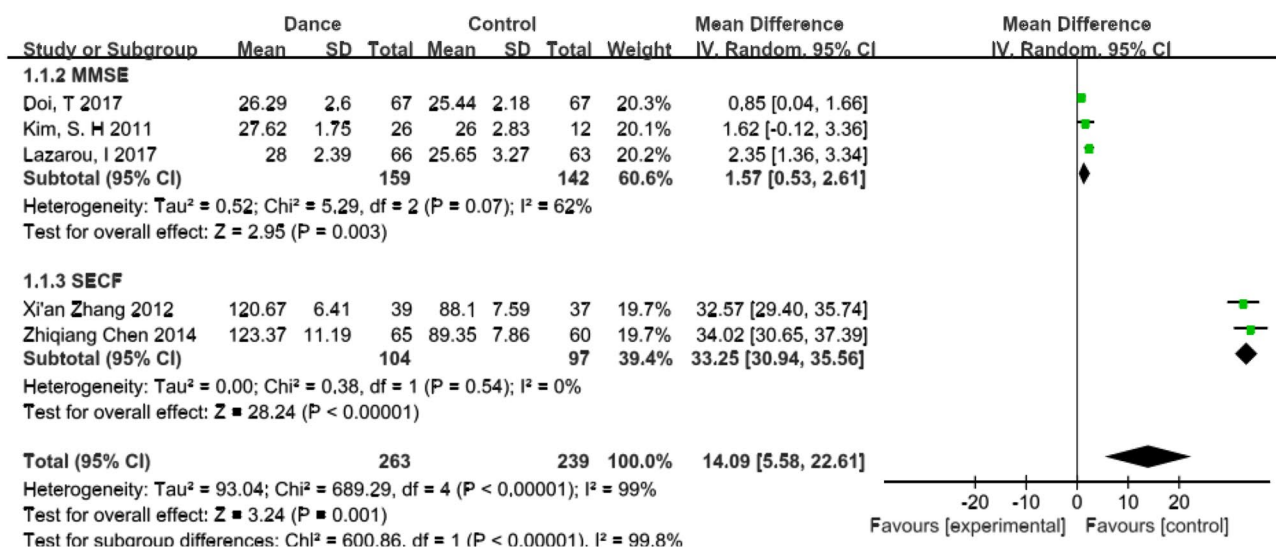 Dance Control Mean Difference Mean Difference
Study or Subgroup Mean SD Total Mean SD Total Weight IV. Random. 95% CI IV. Random. 95% CI
1.1.2 MMSE
Doi, T 2017 26.29 2.6 67 25.44 2.18 67 20.3% 0.85 [0.04, 1.66]
Kim, S. H 2011 27.62 1.75 26 26 2.83 12 20.1% 1.62 [-0.12, 3.36]
Lazarou, I 2017 28 2.39 66 25.65 3.27 63 20.2% 2.35 [1.36, 3.34]
Subtotal (95% CI) 159 142 60.6% 1.57 [0.53, 2.61]
Heterogeneity: Tau² = 0.52; Chi² = 5.29, df = 2 (P = 0.07); I² = 62%
Test for overall effect: Z = 2.95 (P = 0.003)
1.1.3 SECF
Xi'an Zhang 2012 120.67 6.41 39 88.1 7.59 37 19.7% 32.57 [29.40, 35.74]
Zhiqiang Chen 2014 123.37 11.19 65 89.35 7.86 60 19.7% 34.02 [30.65, 37.39]
Subtotal (95% CI) 104 97 39.4% 33.25 [30.94, 35.56]
Heterogeneity: Tau² = 0.00; Chi² = 0.38, df = 1 (P = 0.54); I² = 0%
Test for overall effect: Z = 28.24 (P < 0.00001)
Total (95% CI) 263 239 100.0% 14.09 [5.58, 22.61]
Heterogeneity: Tau² = 93.04; Chi² = 689.29, df = 4 (P < 0.00001); I² = 99%
Test for overall effect: Z = 3.24 (P = 0.001)
Test for subgroup differences: Chi² = 600.86, df = 1 (P < 0.00001), I² = 99.8%
-20 -10 0 10 20
Favours [experimental] Favours [control]